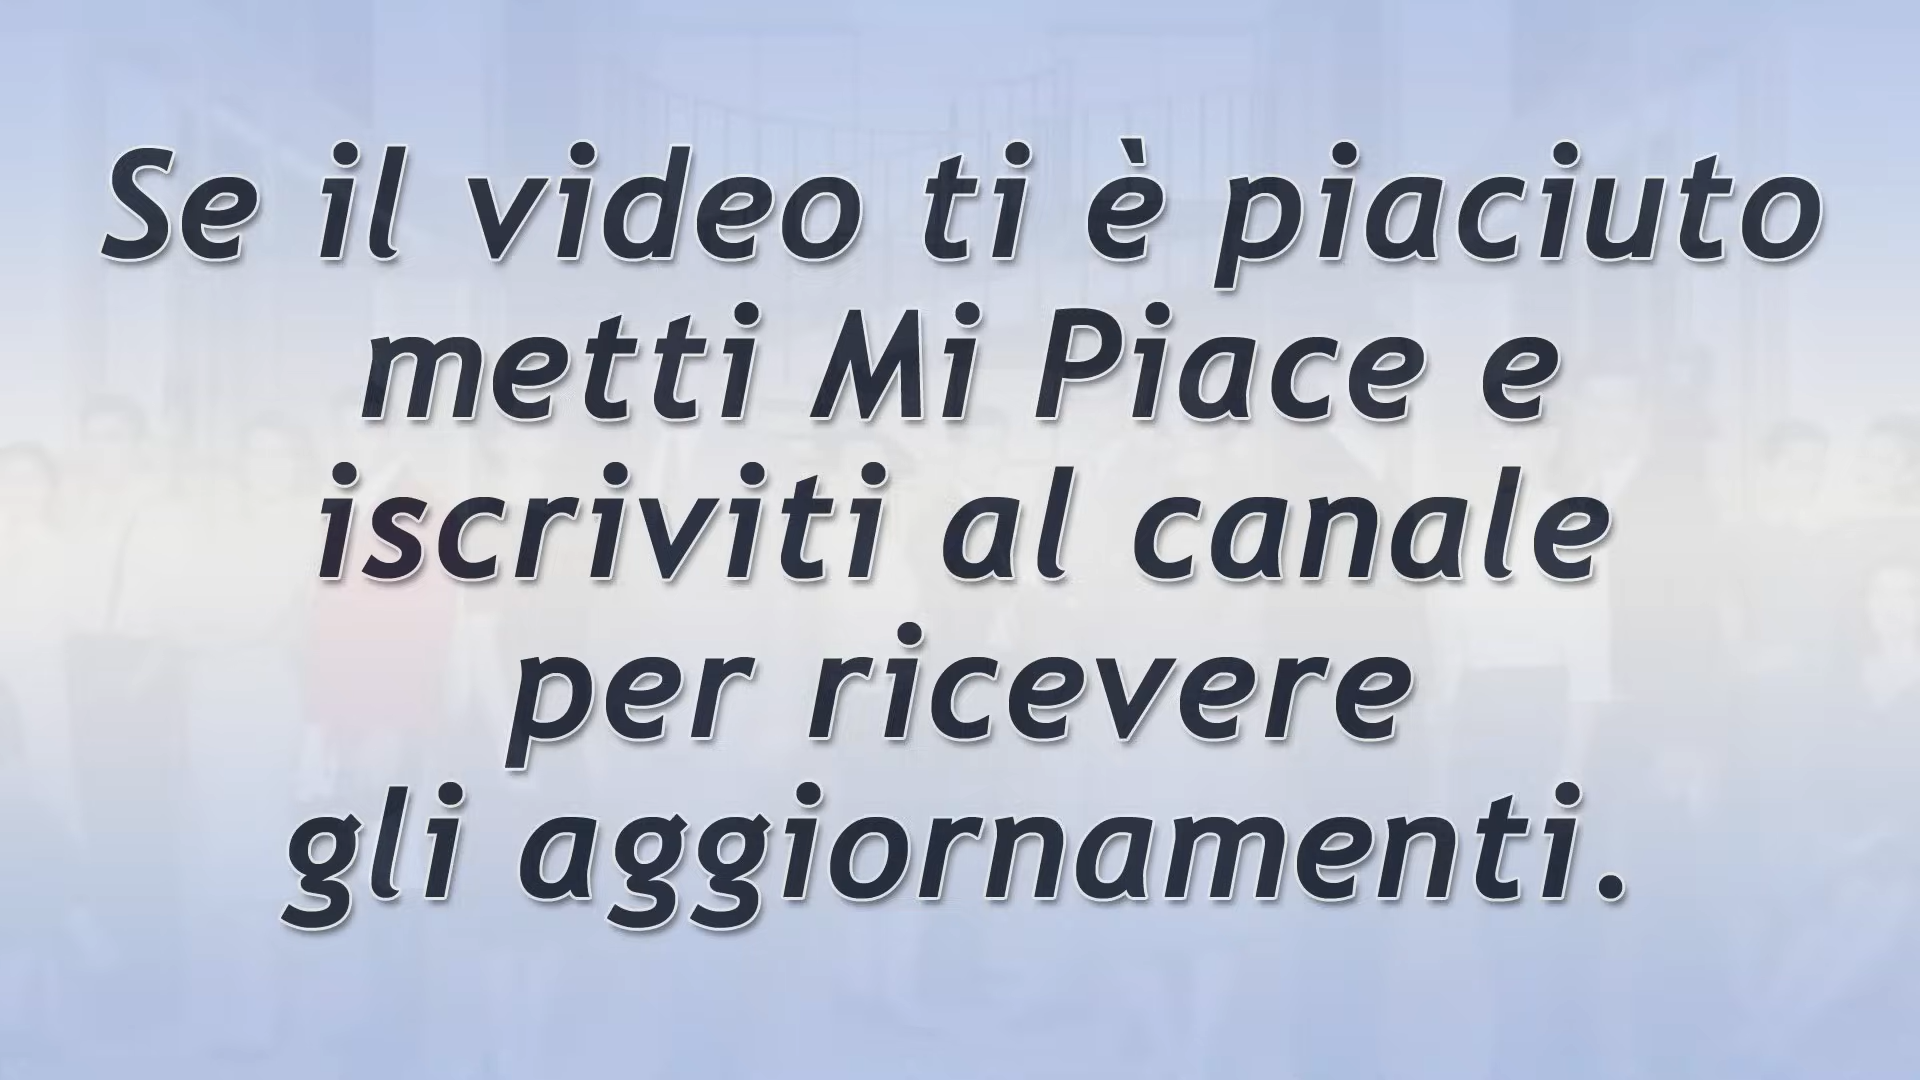 Se il video ti è piaciuto
metti Mi Piace e
iscriviti al canale
per ricevere
gli aggiornamenti.